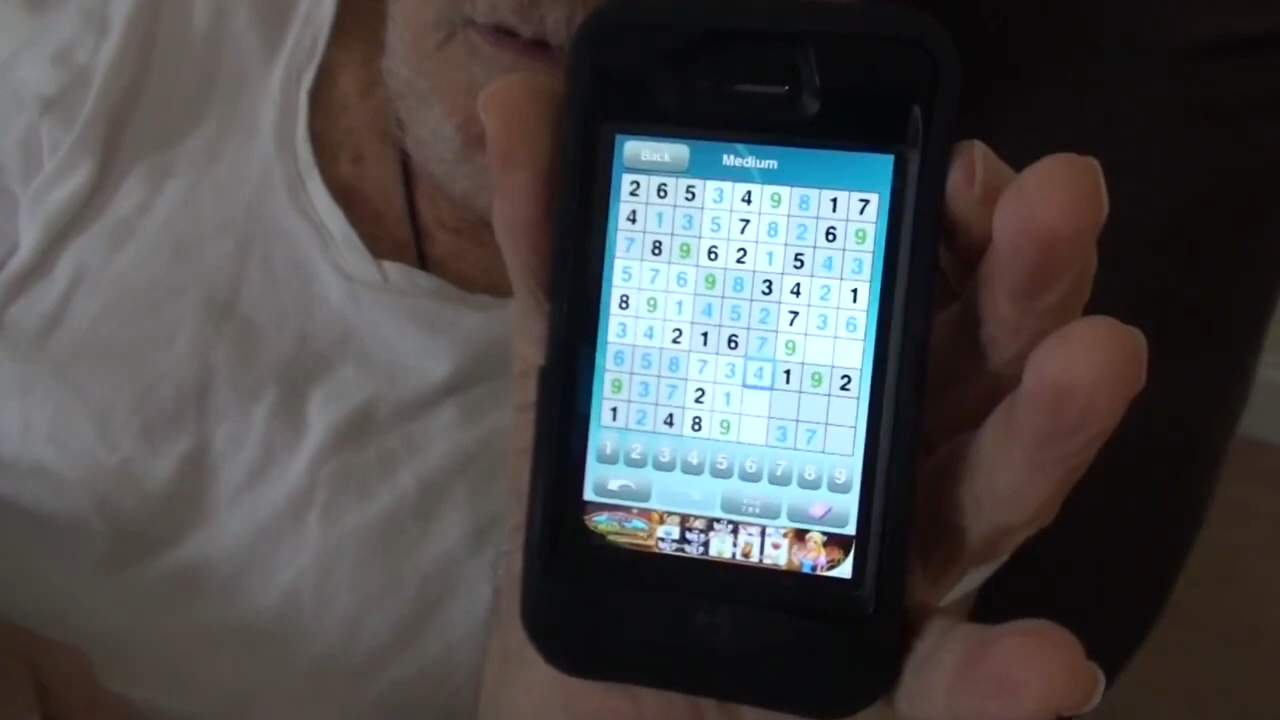 Back Medium
2 6 5 3 4 9 8 1 7
4 1 3 5 7 8 2 6 9
7 8 9 6 2 1 5 4 3
5 7 6 9 8 3 4 2 1
8 9 1 4 5 2 7 3 6
3 4 2 1 6 7 9
6 5 8 7 3 4 1 9 2
9 3 7 2 1
1 2 4 8 9 3 7
1 2 3 4 5 6 7 8 9